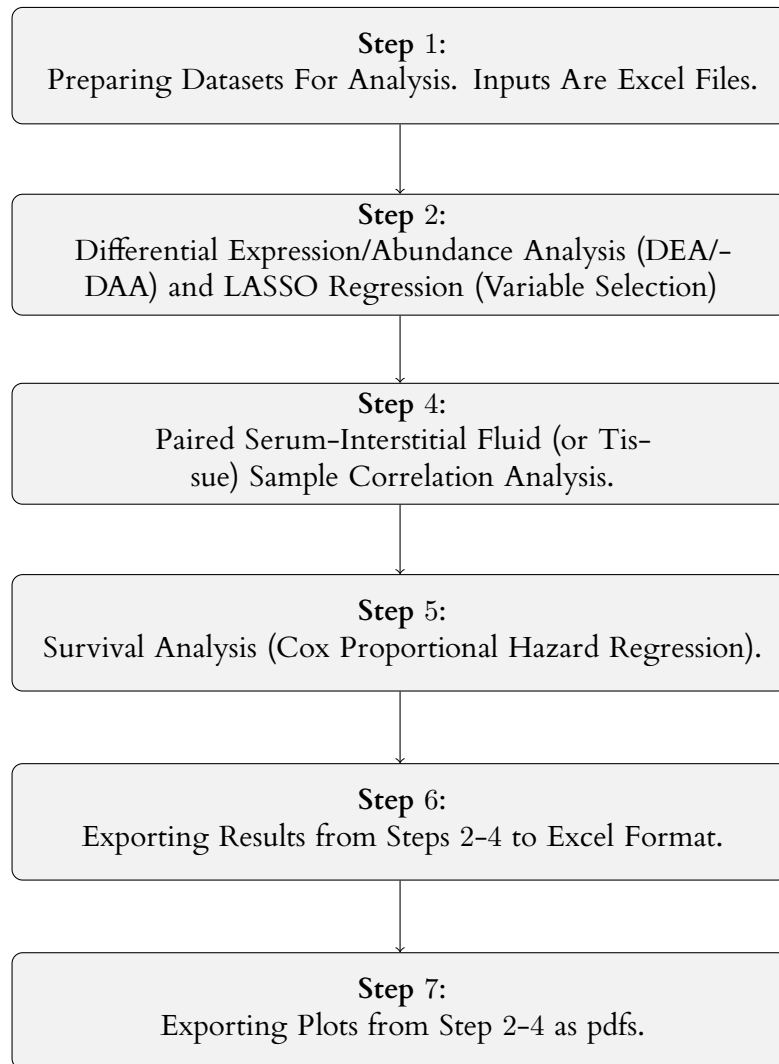 Step 1:
Preparing Datasets For Analysis. Inputs Are Excel Files.
Step 2:
Differential Expression/Abundance Analysis (DEA/-
DAA) and LASSO Regression (Variable Selection)
Step 4:
Paired Serum-Interstitial Fluid (or Tis-
sue) Sample Correlation Analysis.
Step 5:
Survival Analysis (Cox Proportional Hazard Regression).
Step 6:
Exporting Results from Steps 2-4 to Excel Format.
Step 7:
Exporting Plots from Step 2-4 as pdfs.